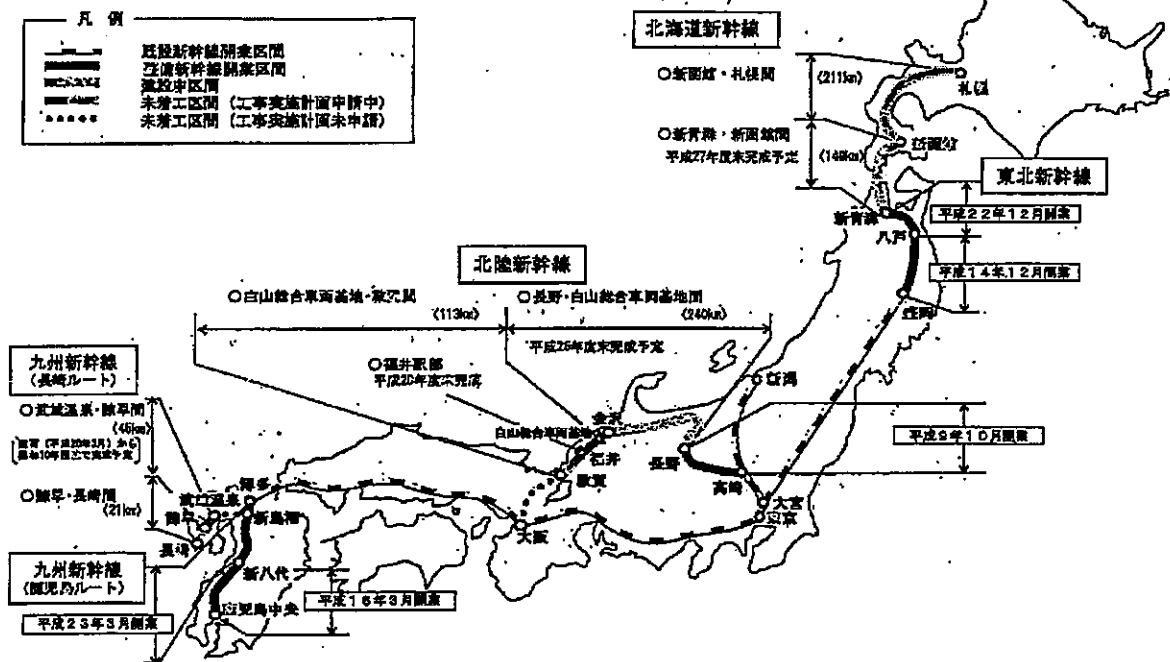 凡例
既設新幹線開業区間
整備新幹線開業区間
建設中区間
未着工区間（工事実施計画申請中）
未着工区間（工事実施計画未申請）
北海道新幹線
○新函館・札幌間
(211km)
札幌
○新青森・新函館間
平成27年度末完成予定
(149km)
新函館
東北新幹線
新青森
平成22年12月開業
八戸
平成14年12月開業
盛岡
北陸新幹線
○白山総合車両基地・敦賀間
(113km)
○長野・白山総合車両基地間
(240km)
平成26年度末完成予定
○福井駅部
平成20年度末完成
新潟
金沢
白山総合車両基地
福井
敦賀
長野
平成9年10月開業
高崎
大宮
東京
大阪
九州新幹線
（長崎ルート）
○武雄温泉・諫早間
(45km)
○諫早・長崎間
(21km)
博多
武雄温泉
新鳥栖
諫早
長崎
九州新幹線
（鹿児島ルート）
新八代
鹿児島中央
平成16年3月開業
平成23年3月開業